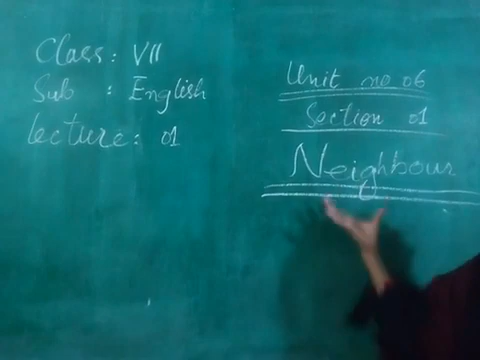 Class: VII
Sub : English
Lecture: 01
Unit no 06
Section 01
Neighbour